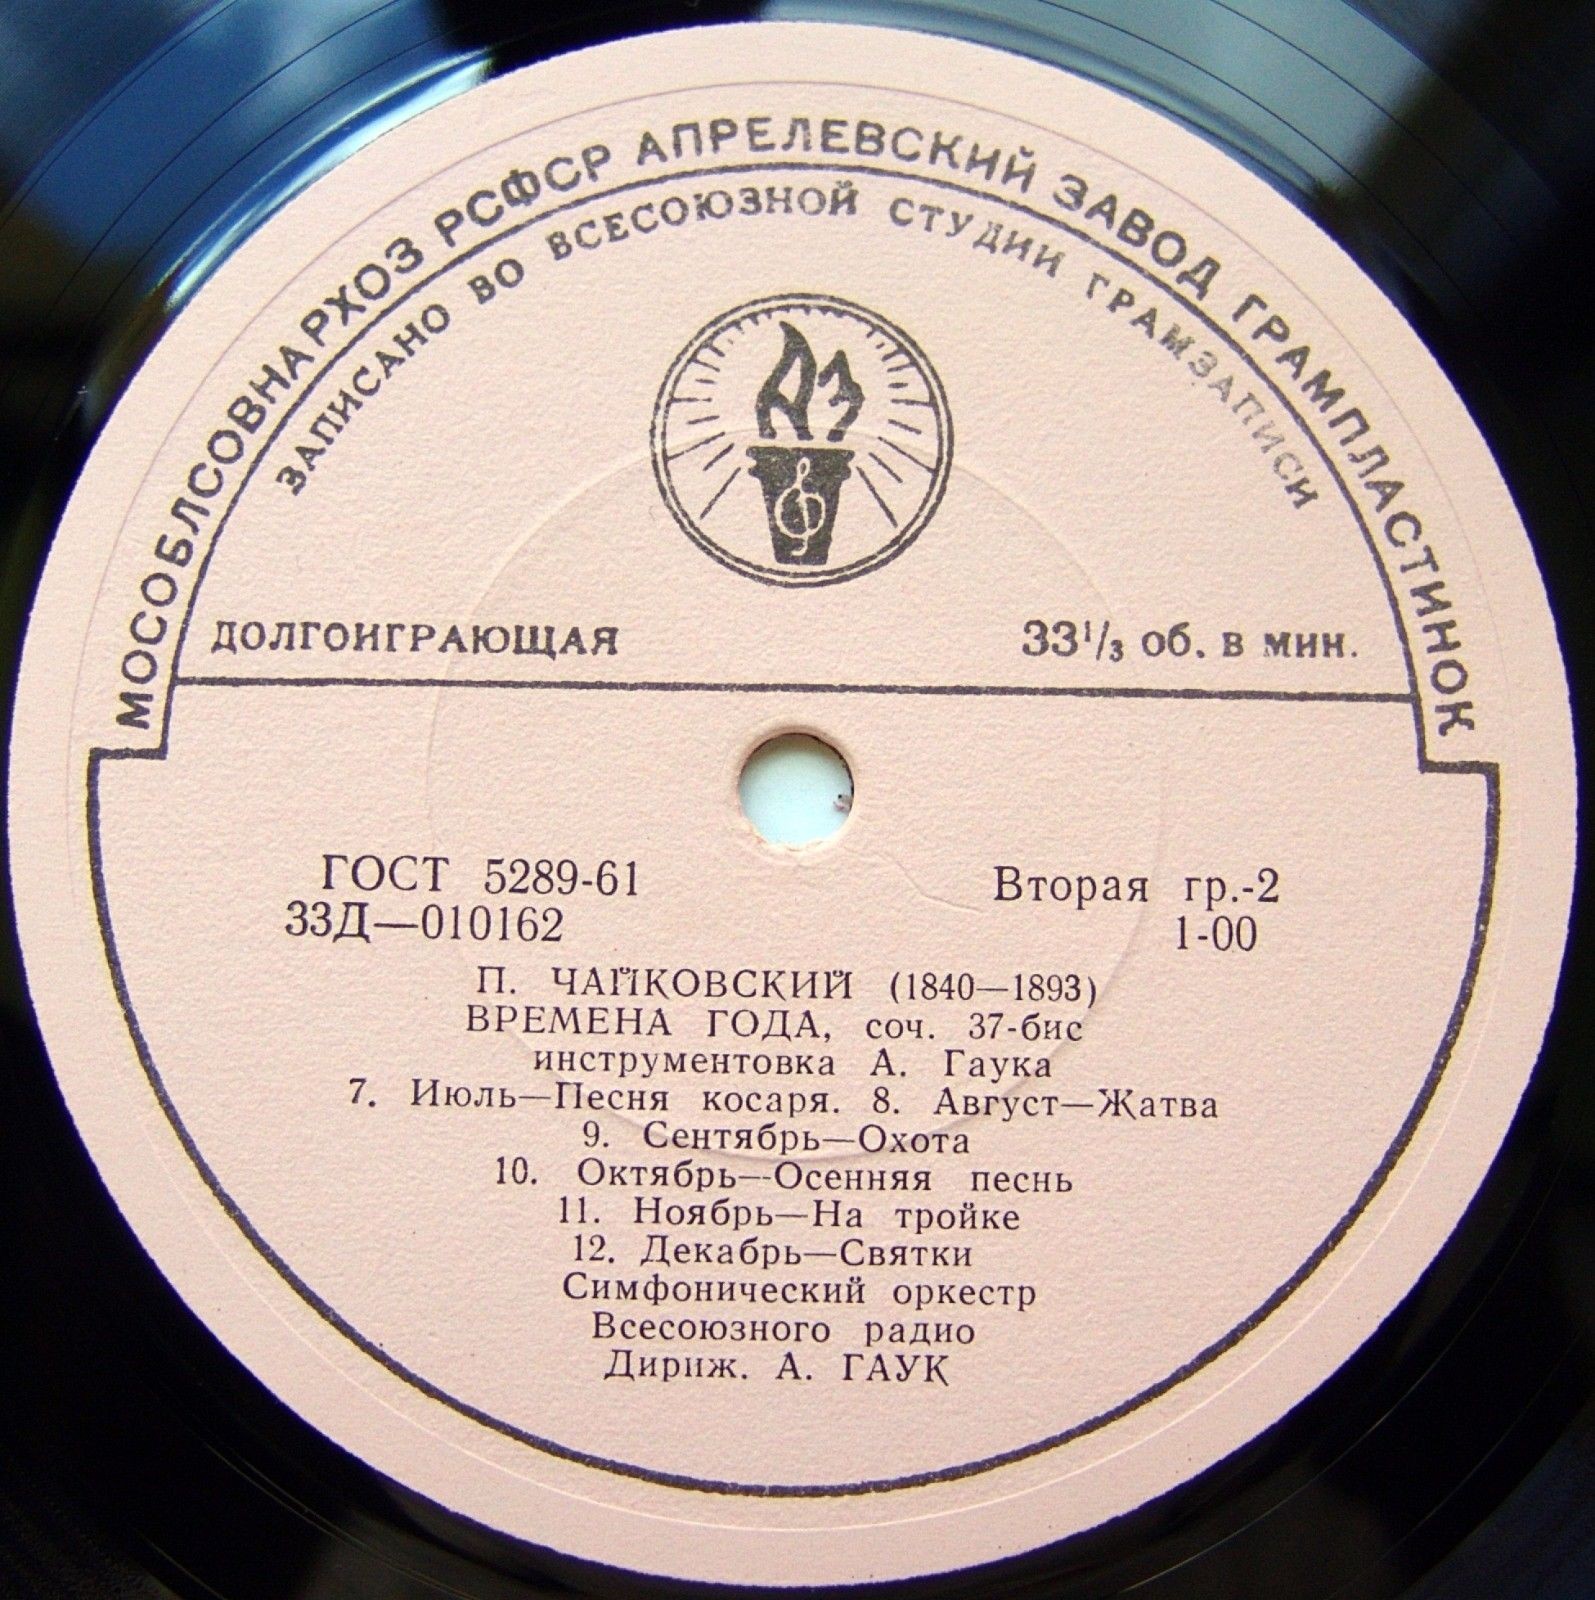 МОСОБЛСОВНАРХОЗ РСФСР АПРЕЛЕВСКИЙ ЗАВОД ГРАМПЛАСТИНОК
ЗАПИСАНО ВО ВСЕСОЮЗНОЙ СТУДИИ ГРАМЗАПИСИ
АЗ
ДОЛГОИГРАЮЩАЯ 33 1/3 об. в мин.
ГОСТ 5289-61 Вторая гр.-2
33Д—010162 1-00
П. ЧАЙКОВСКИЙ (1840—1893)
ВРЕМЕНА ГОДА, соч. 37-бис
инструментовка А. Гаука
7. Июль—Песня косаря. 8. Август—Жатва
9. Сентябрь—Охота
10. Октябрь—Осенняя песнь
11. Ноябрь—На тройке
12. Декабрь—Святки
Симфонический оркестр
Всесоюзного радио
Дириж. А. ГАУК